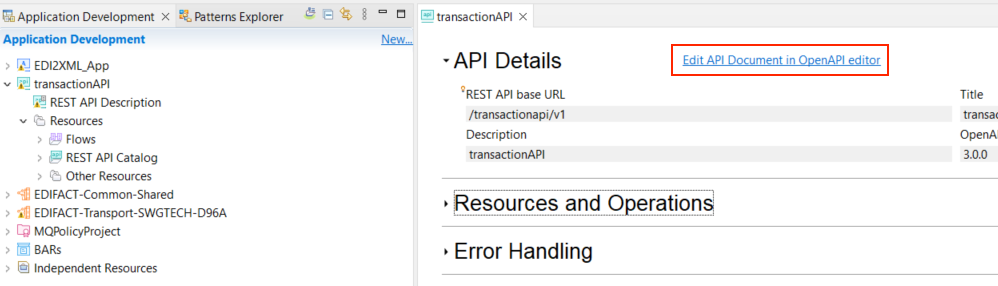 Application Development
Patterns Explorer
Application Development
New...
EDI2XML_App
transactionAPI
REST API Description
Resources
Flows
REST API Catalog
Other Resources
EDIFACT-Common-Shared
EDIFACT-Transport-SWGTECH-D96A
MQPolicyProject
BARs
Independent Resources
transactionAPI
API Details
Edit API Document in OpenAPI editor
REST API base URL
Title
/transactionapi/v1
transac
Description
OpenAF
transactionAPI
3.0.0
Resources and Operations
Error Handling